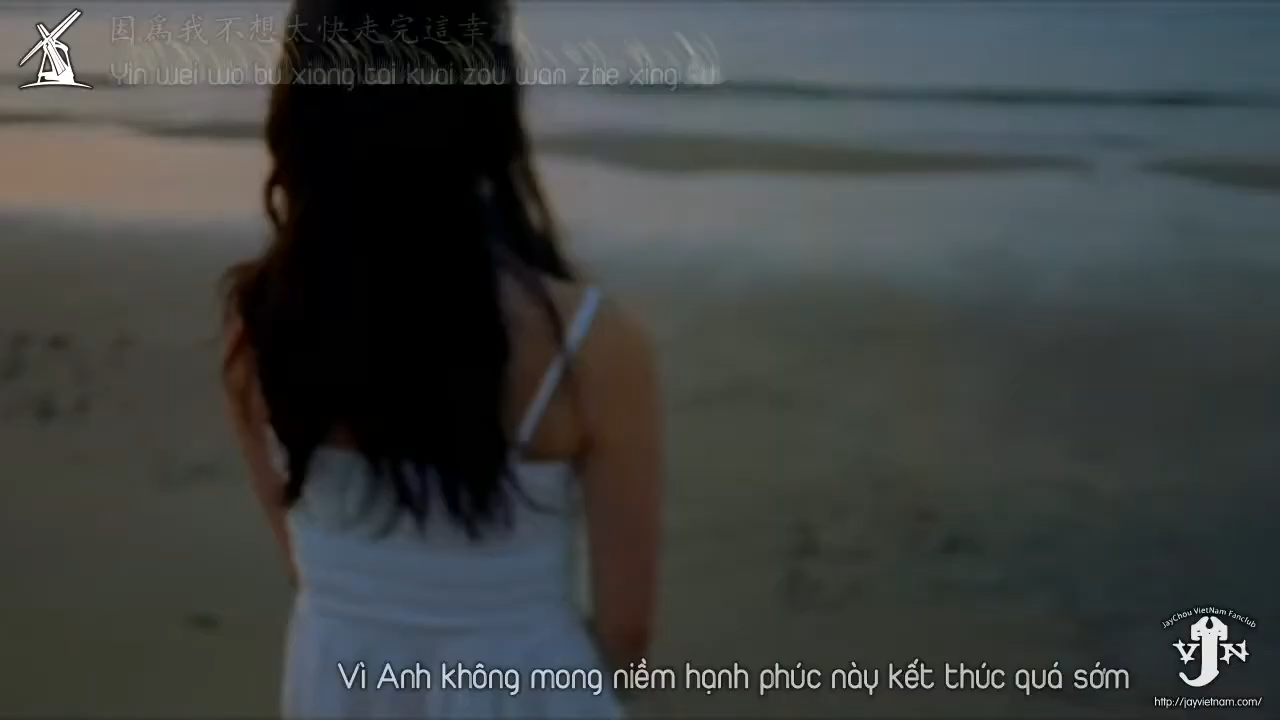 因爲我不想太快走完這幸福
Yin wei wo bu xiang tai kuai zou wan zhe xing fu
Vì Anh không mong niềm hạnh phúc này kết thúc quá sớm
JayChou VietNam Fanclub
VJN
http://jayvietnam.com/